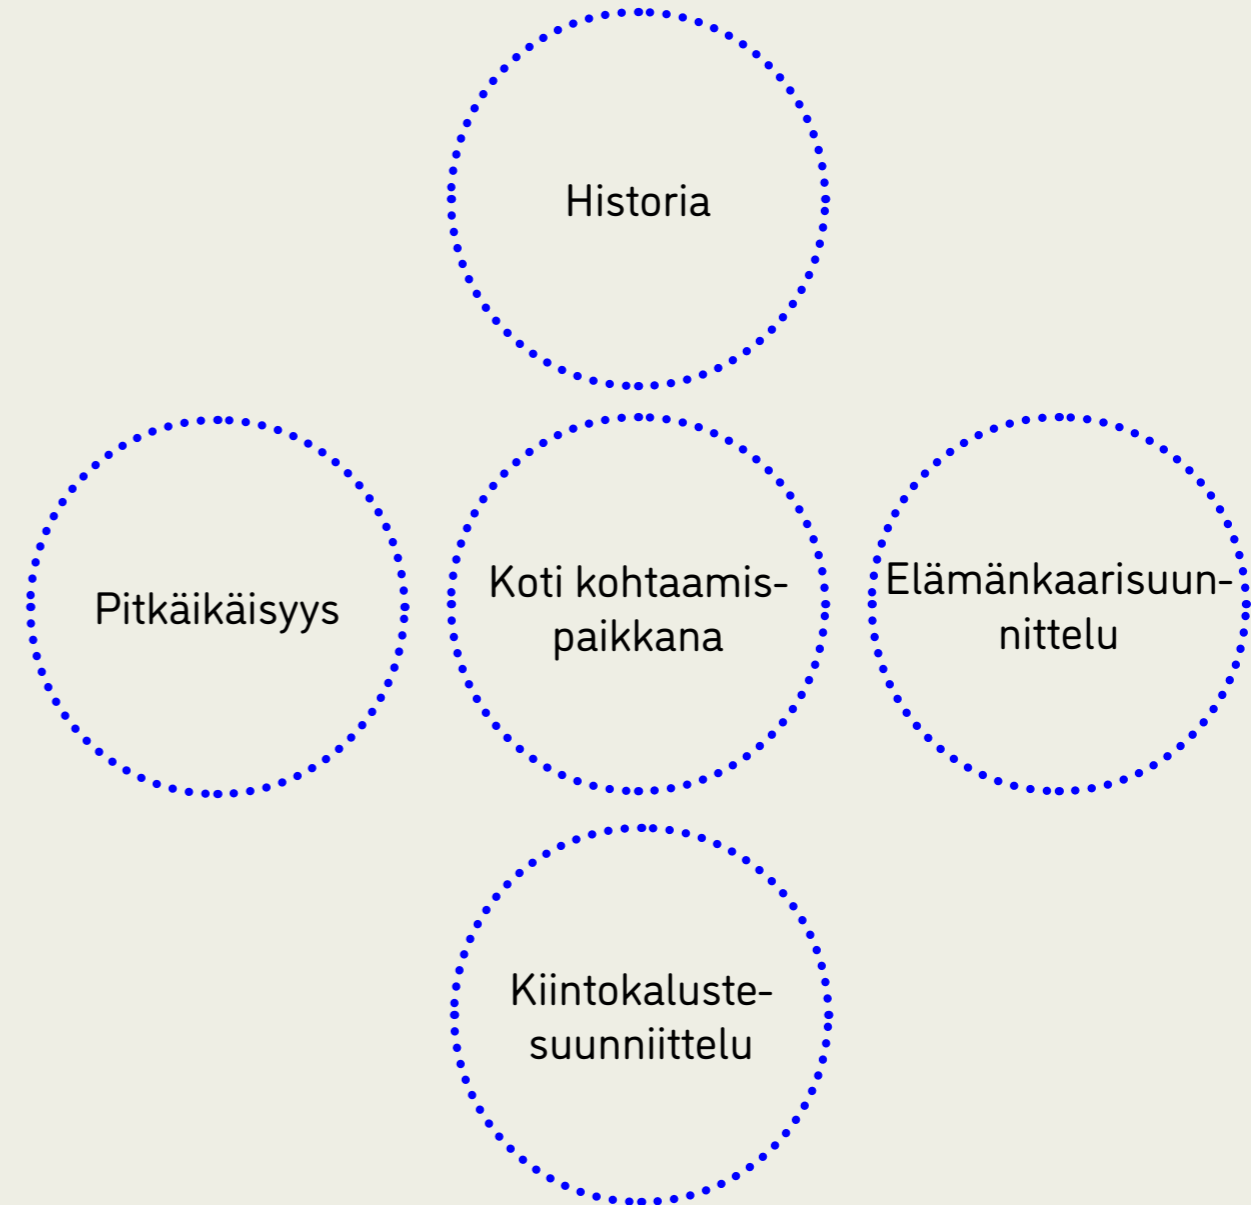 Historia
Pitkäikäisyys
Koti kohtaamis-
paikkana
Elämänkaarisuun-
nittelu
Kiintokaluste-
suunniittelu